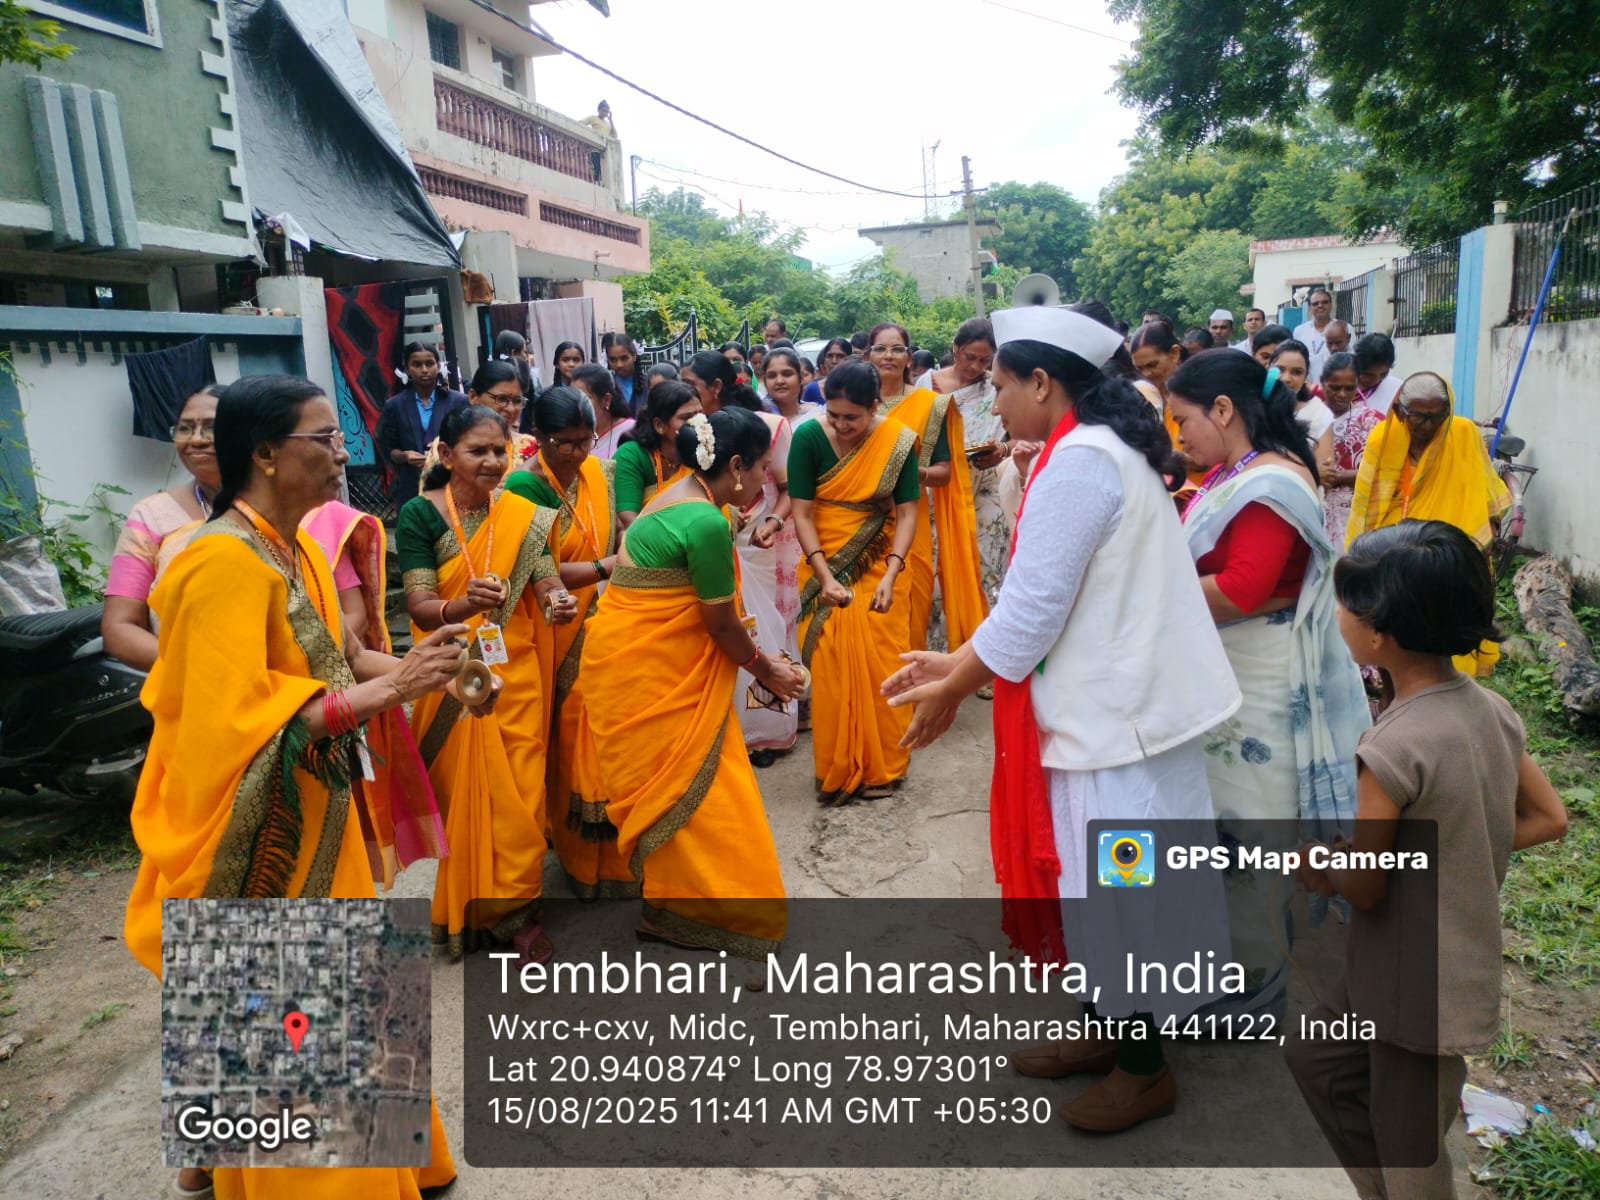 GPS Map Camera
Tembhari, Maharashtra, India
Wxrc+cxv, Midc, Tembhari, Maharashtra 441122, India
Lat 20.940874° Long 78.97301°
15/08/2025 11:41 AM GMT +05:30
Google